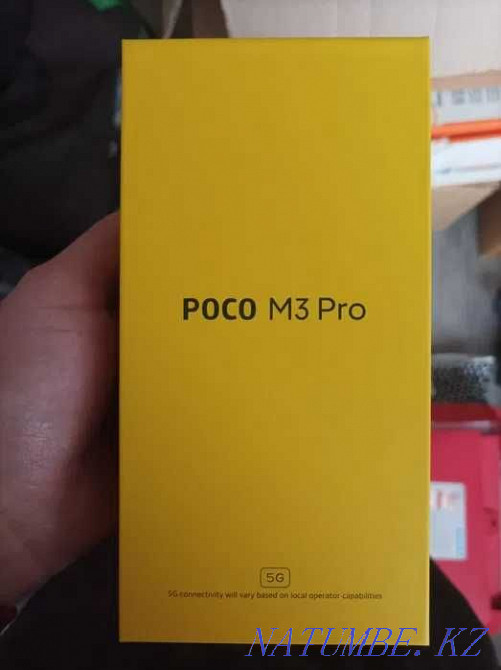 POCO M3 Pro
5G
5G connectivity will vary based on local operator capabilities
NATUMBE.KZ